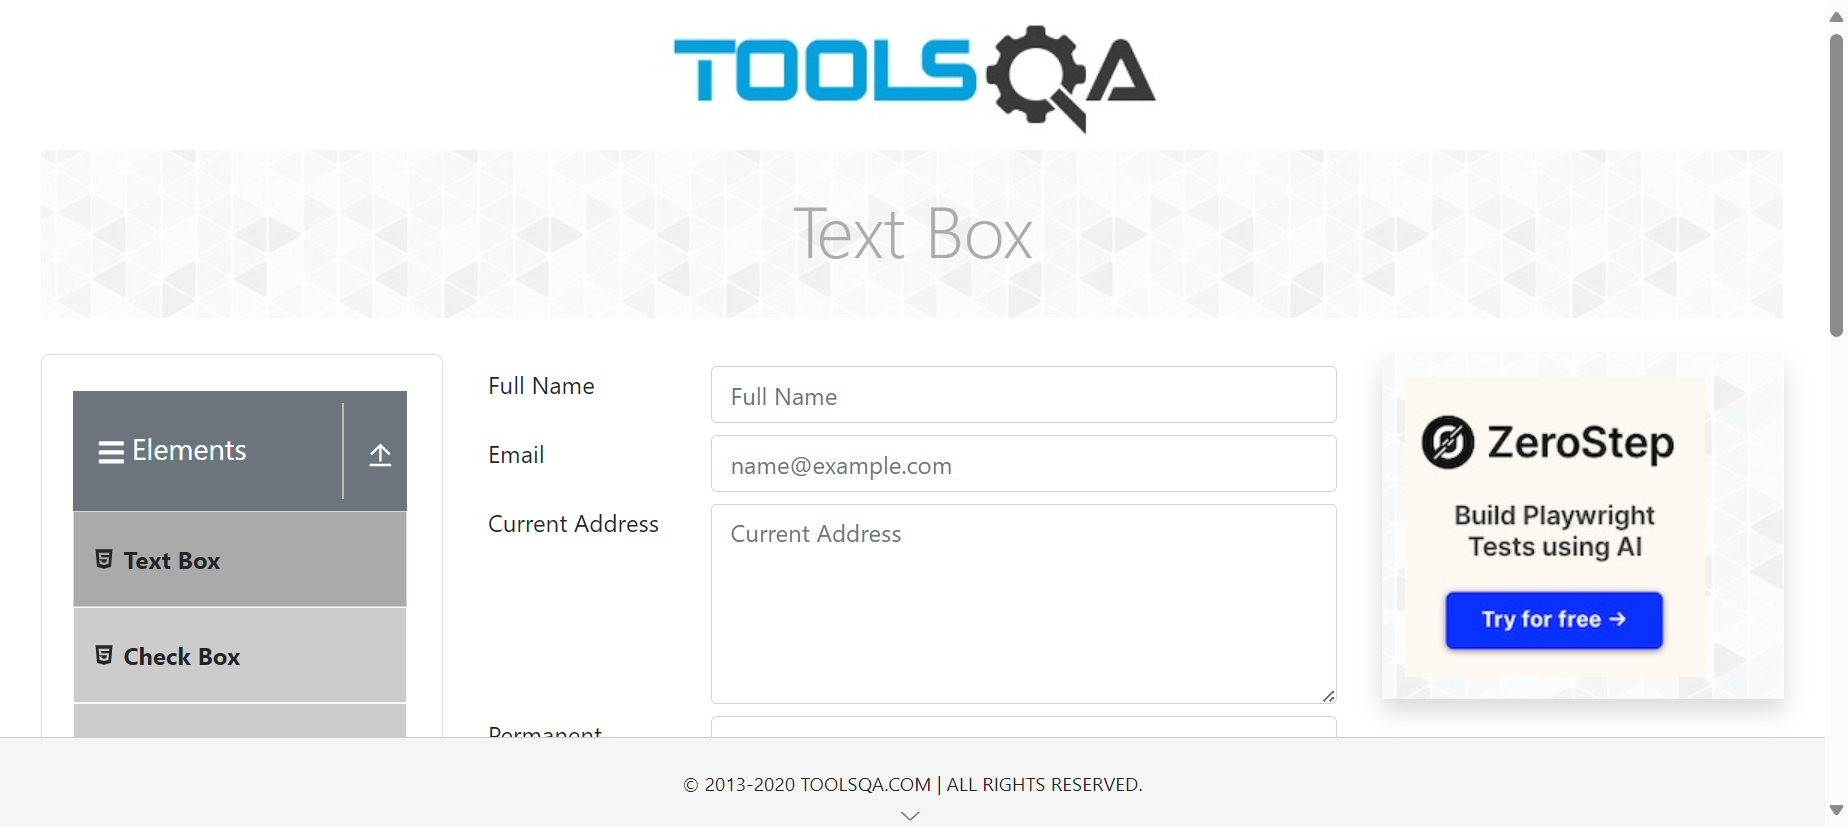 TOOLSQA
Text Box
Elements
Text Box
Check Box
Full Name
Full Name
Email
name@example.com
Current Address
Current Address
Permanent
ZeroStep
Build Playwright
Tests using AI
Try for free →
© 2013-2020 TOOLSQA.COM | ALL RIGHTS RESERVED.